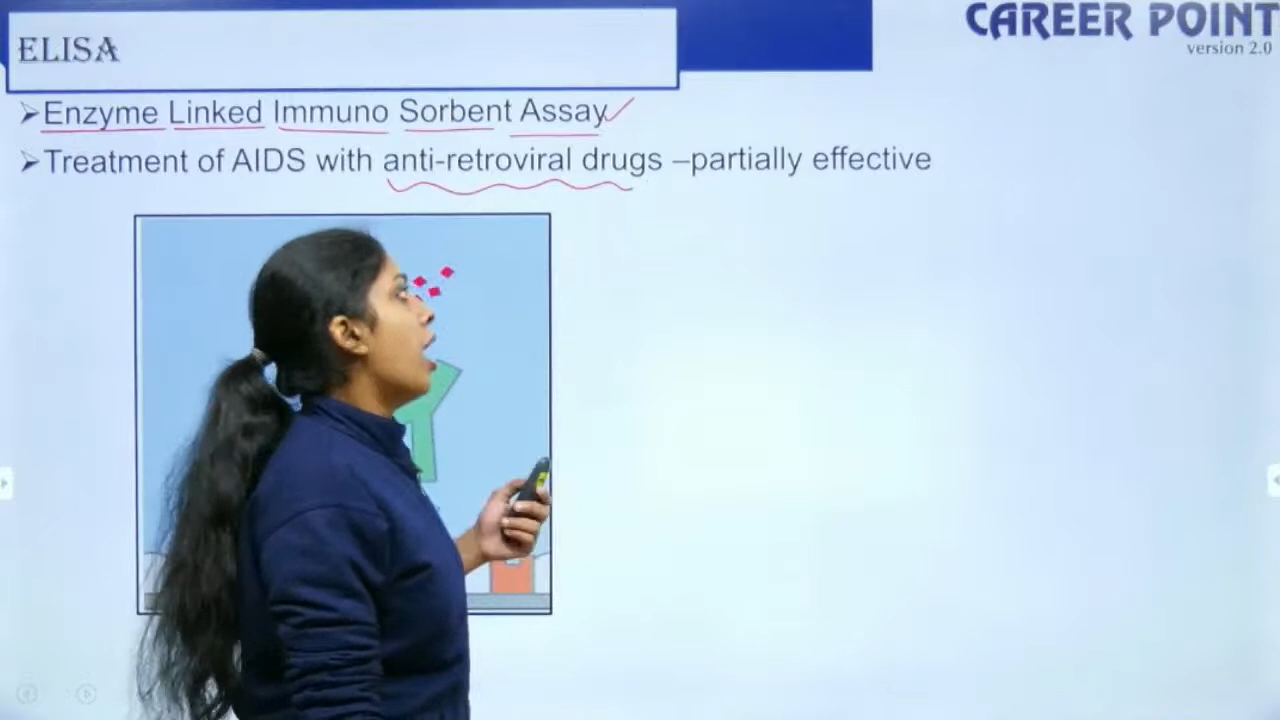 CAREER POINT
version 2.0
ELISA
➢Enzyme Linked Immuno Sorbent Assay
➢Treatment of AIDS with anti-retroviral drugs –partially effective